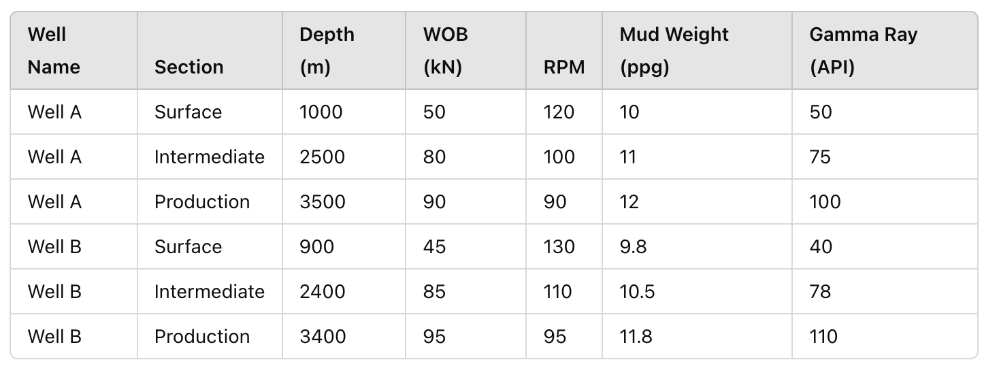 Well Name Section Depth (m) WOB (kN) RPM Mud Weight (ppg) Gamma Ray (API)
Well A Surface 1000 50 120 10 50
Well A Intermediate 2500 80 100 11 75
Well A Production 3500 90 90 12 100
Well B Surface 900 45 130 9.8 40
Well B Intermediate 2400 85 110 10.5 78
Well B Production 3400 95 95 11.8 110